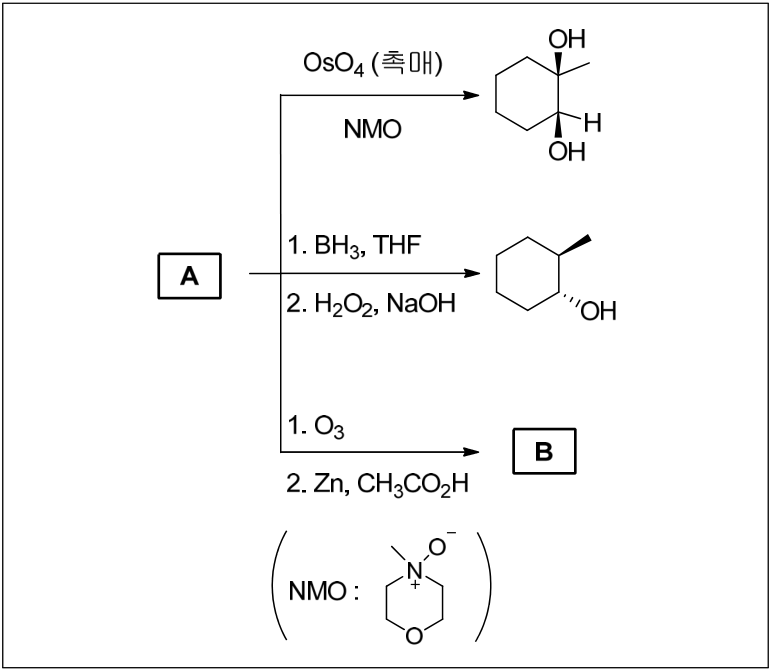 OsO₄ (촉매)
NMO
OH
H
OH
A
1. BH₃, THF
2. H₂O₂, NaOH
OH
1. O₃
2. Zn, CH₃CO₂H
B
NMO :
O⁻
N
+
O